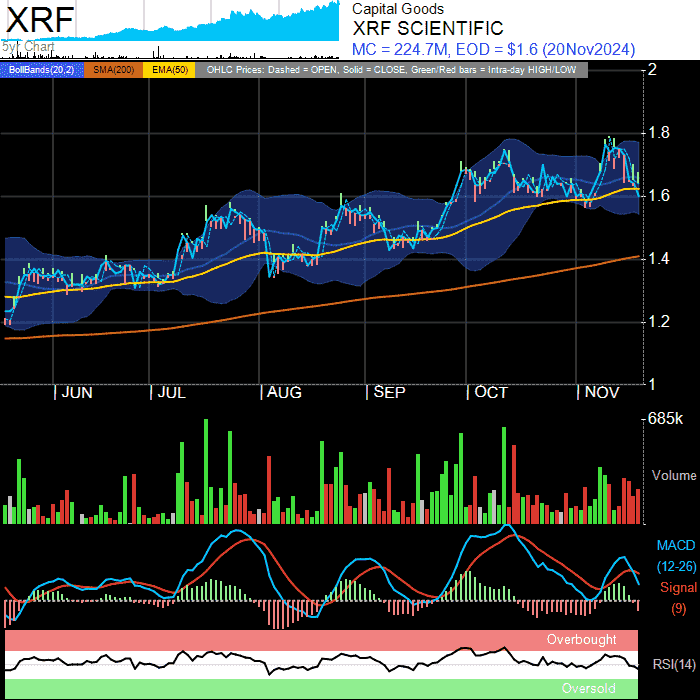 XRF
5yr Chart
Capital Goods
XRF SCIENTIFIC
MC = 224.7M, EOD = $1.6 (20Nov2024)
BollBands(20,2) SMA(200) EMA(50) OHLC Prices: Dashed = OPEN, Solid = CLOSE, Green/Red bars = Intra-day HIGH/LOW
2
1.8
1.6
1.4
1.2
1
JUN JUL AUG SEP OCT NOV
685k
Volume
MACD
(12-26)
Signal
(9)
Overbought
RSI(14)
Oversold